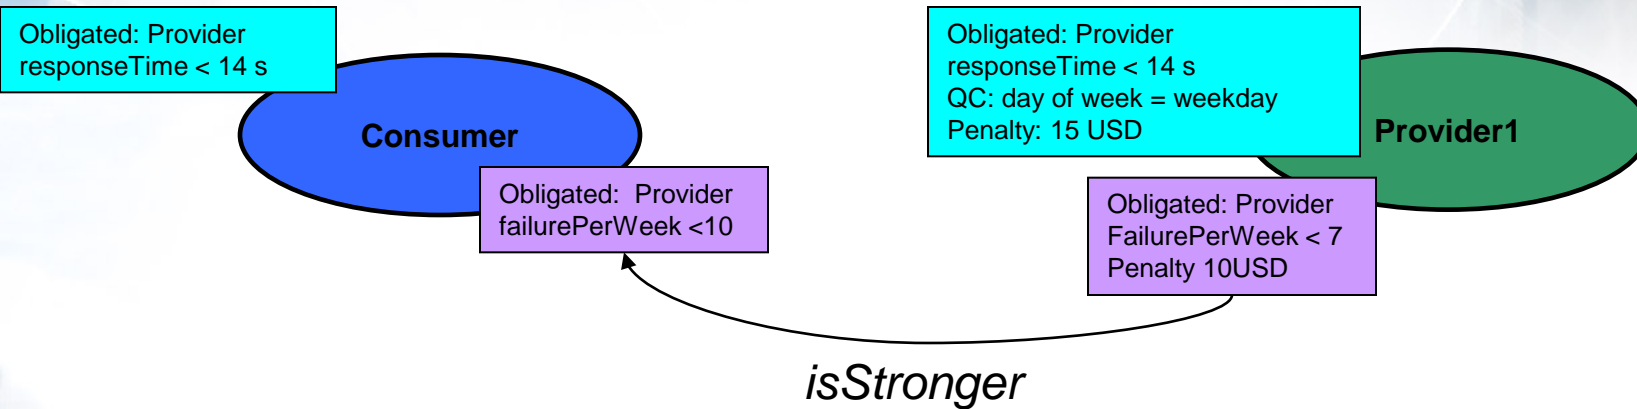 Obligated: Provider
responseTime < 14 s
Consumer
Obligated:  Provider
failurePerWeek <10
Obligated: Provider
responseTime < 14 s
QC: day of week = weekday
Penalty: 15 USD
Provider1
Obligated: Provider
FailurePerWeek < 7
Penalty 10USD
isStronger